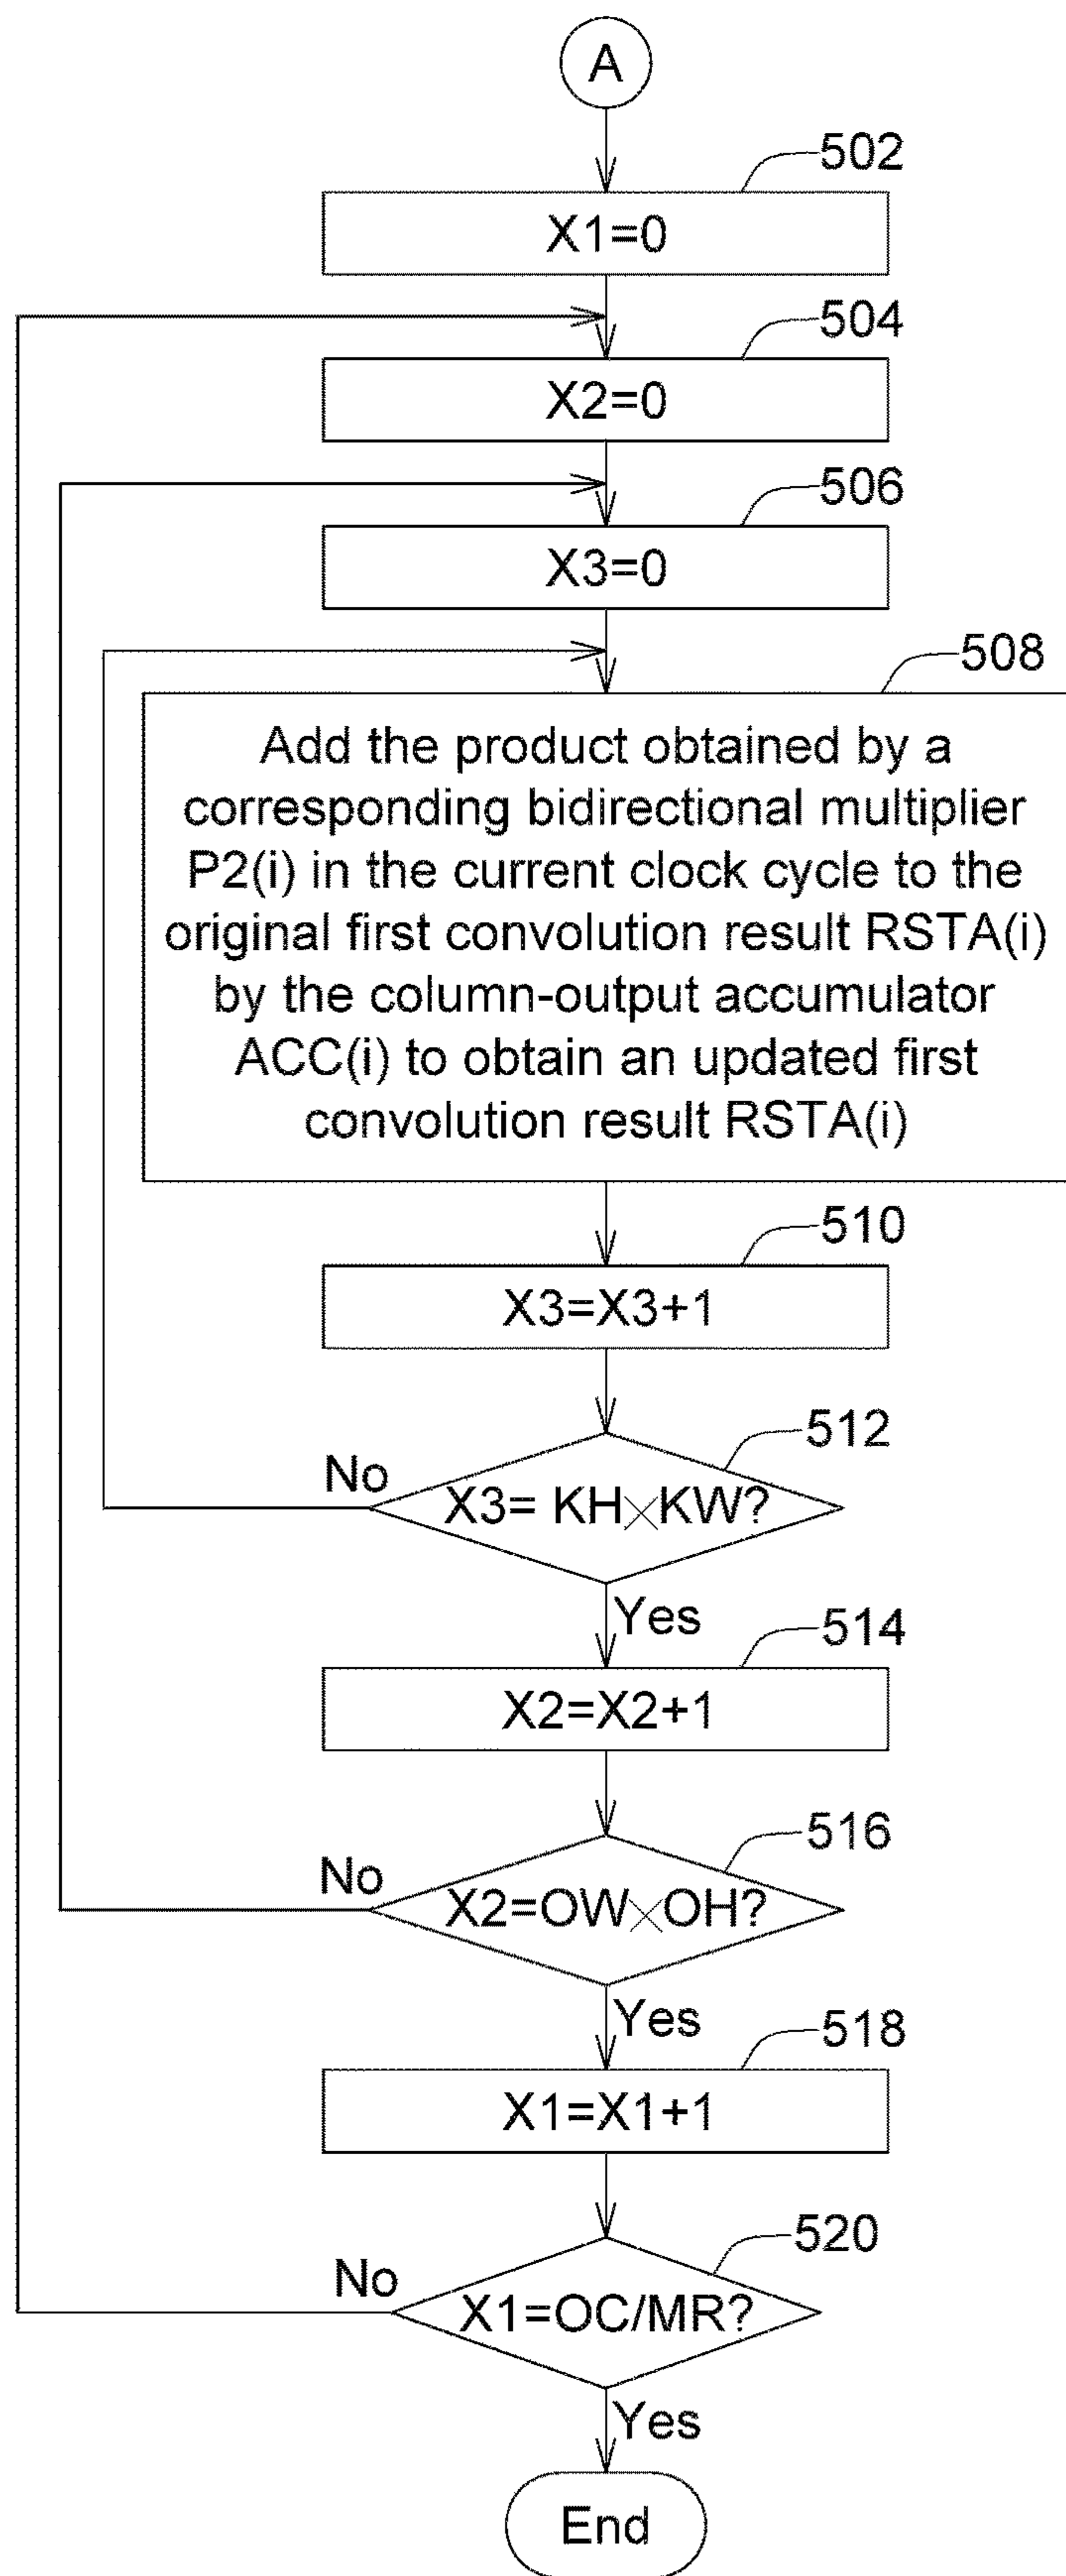 A
502
X1=0
504
X2=0
506
X3=0
508
Add the product obtained by a
corresponding bidirectional multiplier
P2(i) in the current clock cycle to the
original first convolution result RSTA(i)
by the column-output accumulator
ACC(i) to obtain an updated first
convolution result RSTA(i)
510
X3=X3+1
512
No
X3= KH×KW?
Yes
514
X2=X2+1
516
No
X2=OW×OH?
Yes
518
X1=X1+1
520
No
X1=OC/MR?
Yes
End